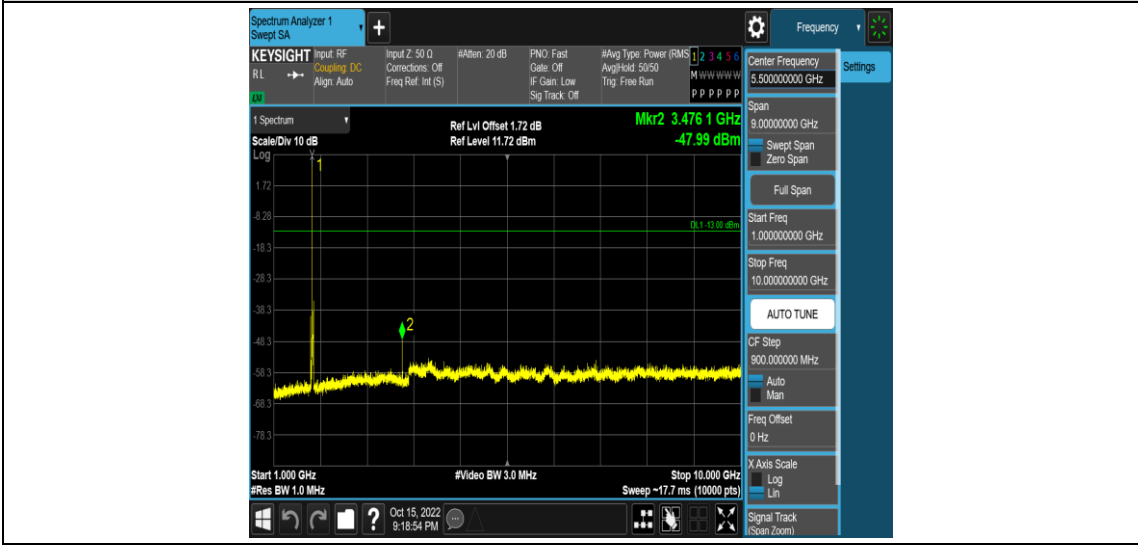 Spectrum Analyzer 1
Swept SA
+
Frequency
KEYSIGHT
RL
LM
Input: RF
Coupling: DC
Align: Auto
Input Z: 50 Ω
Corrections: Off
Freq Ref: Int (S)
#Atten: 20 dB
PNO: Fast
Gate: Off
IF Gain: Low
Sig Track: Off
#Avg Type: Power (RMS
Avg|Hold: 50/50
Trig: Free Run
1 2 3 4 5 6
M W W W W W
P P P P P P
1 Spectrum
Scale/Div 10 dB
Ref Lvl Offset 1.72 dB
Ref Level 11.72 dBm
Mkr2 3.476 1 GHz
-47.99 dBm
Log
1
1.72
-8.28
DL1 -13.00 dBm
-18.3
-28.3
-38.3
2
-48.3
-58.3
-68.3
-78.3
Start 1.000 GHz
#Video BW 3.0 MHz
Stop 10.000 GHz
#Res BW 1.0 MHz
Sweep ~17.7 ms (10000 pts)
?
Oct 15, 2022
9:18:54 PM
Center Frequency
5.500000000 GHz
Settings
Span
9.00000000 GHz
Swept Span
Zero Span
Full Span
Start Freq
1.000000000 GHz
Stop Freq
10.000000000 GHz
AUTO TUNE
CF Step
900.000000 MHz
Auto
Man
Freq Offset
0 Hz
X Axis Scale
Log
Lin
Signal Track
(Span Zoom)